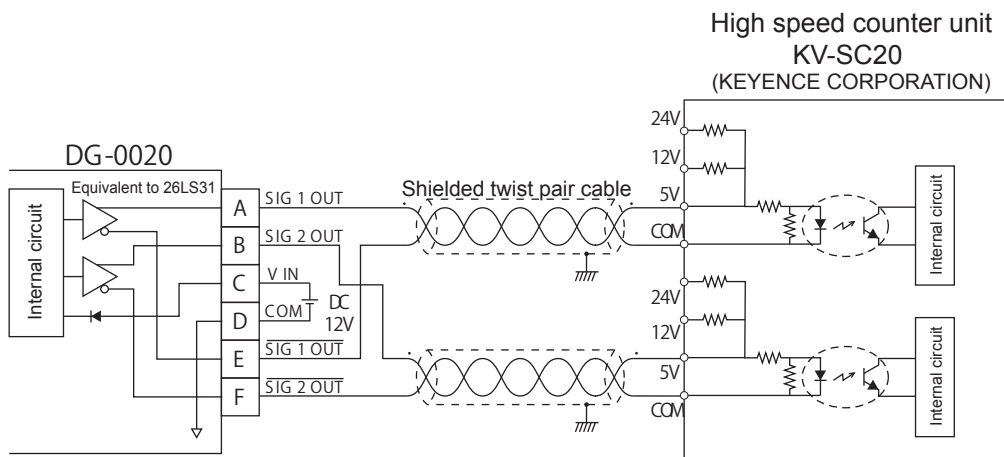 High speed counter unit
KV-SC20
(KEYENCE CORPORATION)
DG-0020
Equivalent to 26LS31
Internal circuit
A
B
C
D
E
F
SIG 1 OUT
SIG 2 OUT
V IN
COM
DC
12V
SIG 1 OUT
SIG 2 OUT
Shielded twist pair cable
24V
12V
5V
COM
Internal circuit
24V
12V
5V
COM
Internal circuit